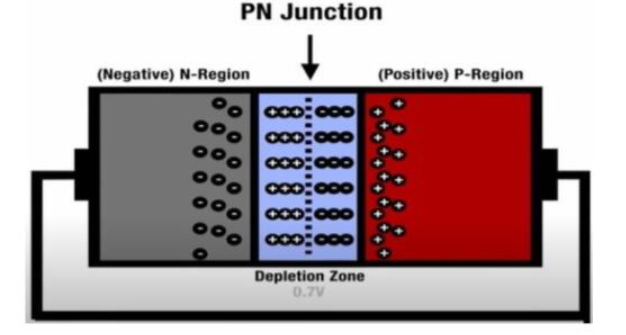 PN Junction
(Negative) N-Region
(Positive) P-Region
Depletion Zone
0.7V